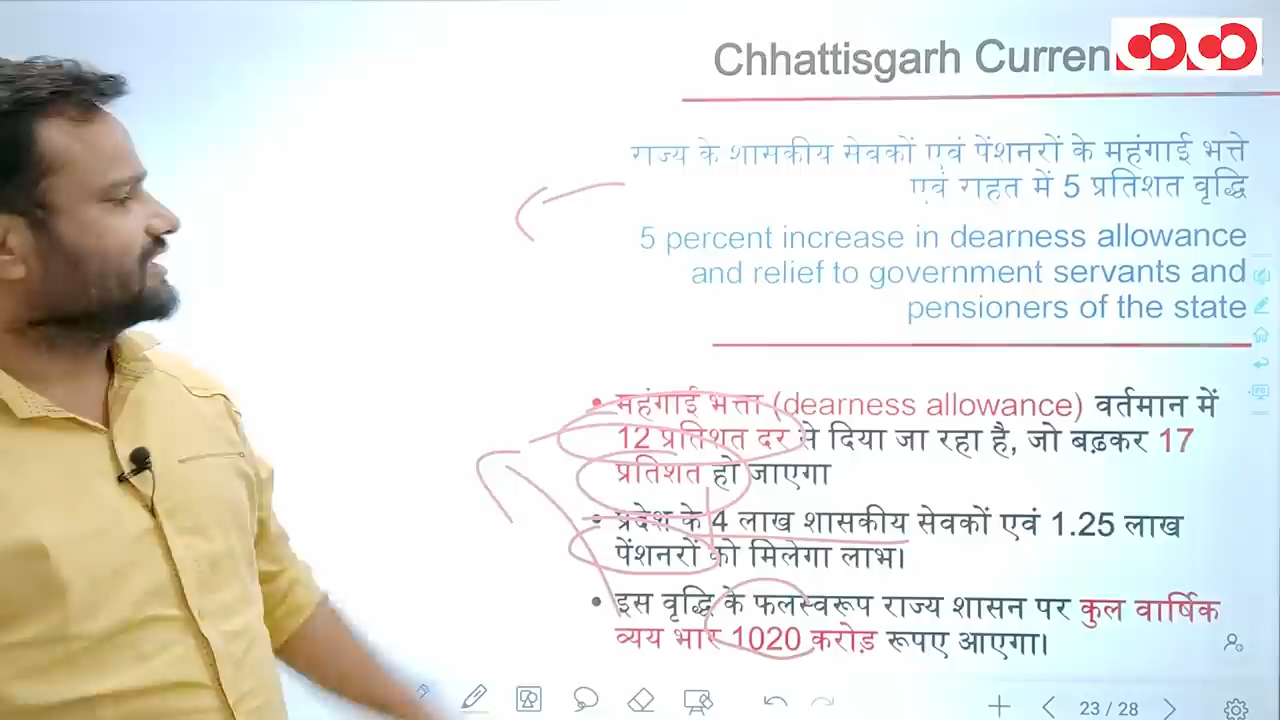 Chhattisgarh Curren
राज्य के शासकीय सेवकों एवं पेंशनरों के महंगाई भत्ते
एवं राहत में 5 प्रतिशत वृद्धि
5 percent increase in dearness allowance
and relief to government servants and
pensioners of the state
• महंगाई भत्ता (dearness allowance) वर्तमान में
12 प्रतिशत दर से दिया जा रहा है, जो बढ़कर 17
प्रतिशत हो जाएगा
• प्रदेश के 4 लाख शासकीय सेवकों एवं 1.25 लाख
पेंशनरों को मिलेगा लाभ।
• इस वृद्धि के फलस्वरूप राज्य शासन पर कुल वार्षिक
व्यय भार 1020 करोड़ रूपए आएगा।
23 / 28